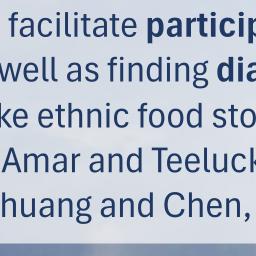 facilitate particip
well as finding dia
ke ethnic food sto
Amar and Teeluck
huang and Chen,